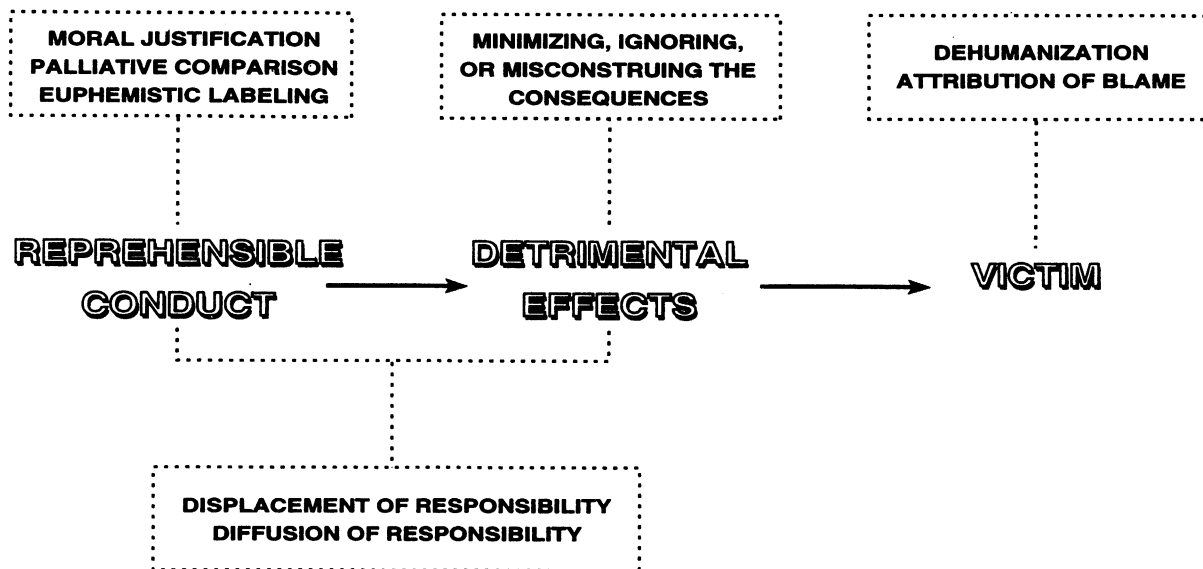 MORAL JUSTIFICATION
PALLIATIVE COMPARISON
EUPHEMISTIC LABELING
MINIMIZING, IGNORING,
OR MISCONSTRUING THE
CONSEQUENCES
DEHUMANIZATION
ATTRIBUTION OF BLAME
REPREHENSIBLE
CONDUCT
DETRIMENTAL
EFFECTS
VICTIM
DISPLACEMENT OF RESPONSIBILITY
DIFFUSION OF RESPONSIBILITY